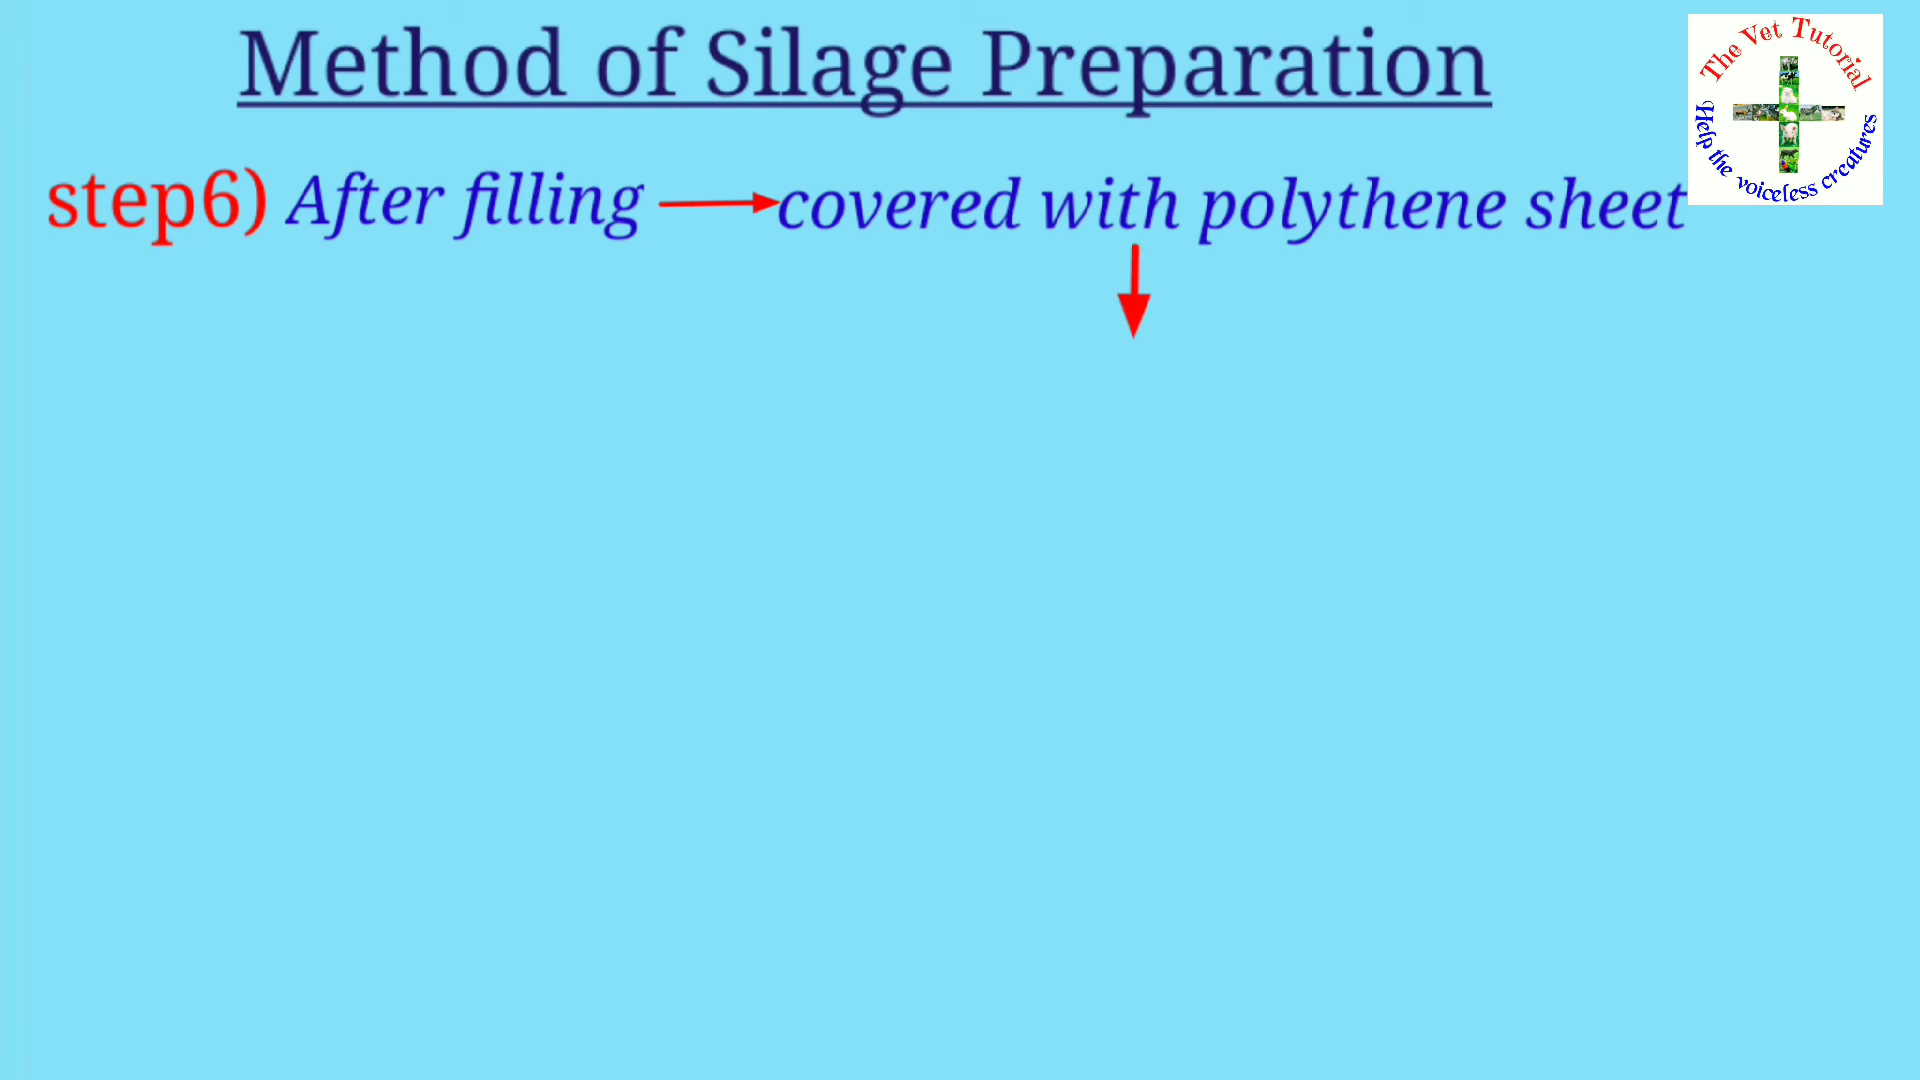 Method of Silage Preparation
The Vet Tutorial
Help the voiceless creatures
step6) After filling → covered with polythene sheet